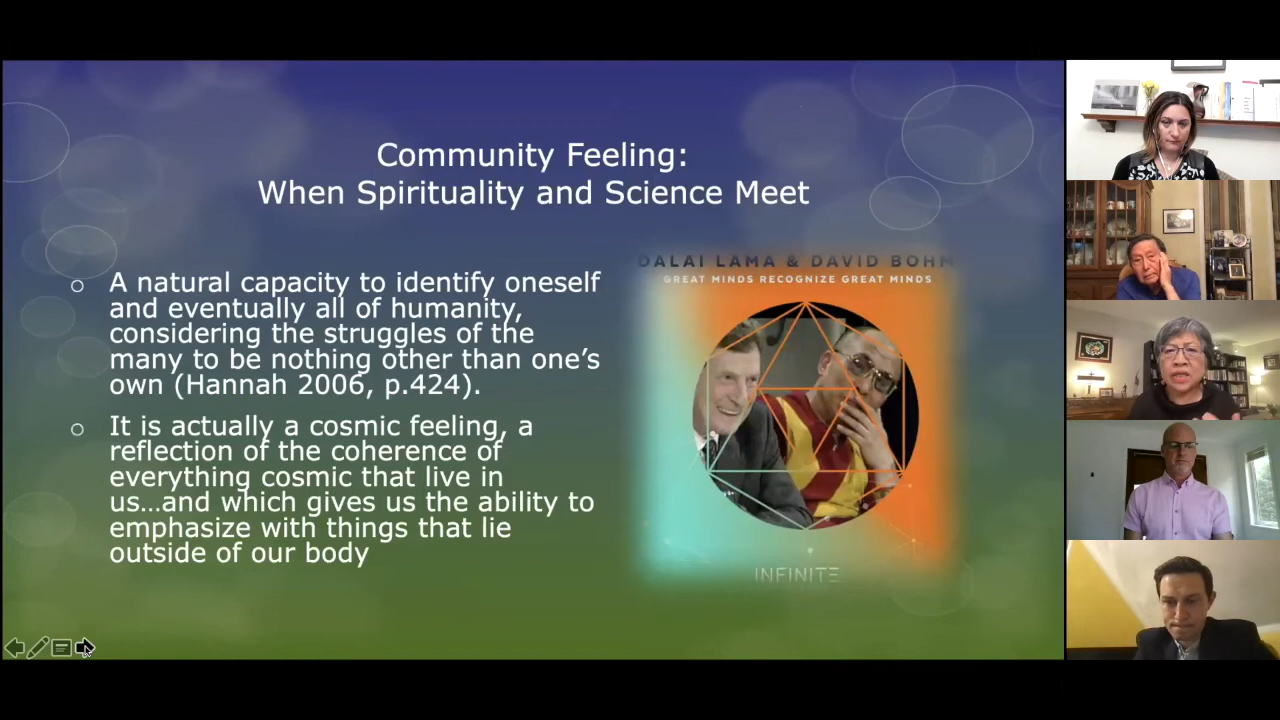 Community Feeling:
When Spirituality and Science Meet
A natural capacity to identify oneself
and eventually all of humanity,
considering the struggles of the
many to be nothing other than one’s
own (Hannah 2006, p.424).
It is actually a cosmic feeling, a
reflection of the coherence of
everything cosmic that live in
us…and which gives us the ability to
emphasize with things that lie
outside of our body
DALAI LAMA & DAVID BOHM
GREAT MINDS RECOGNIZE GREAT MINDS
INFINITE